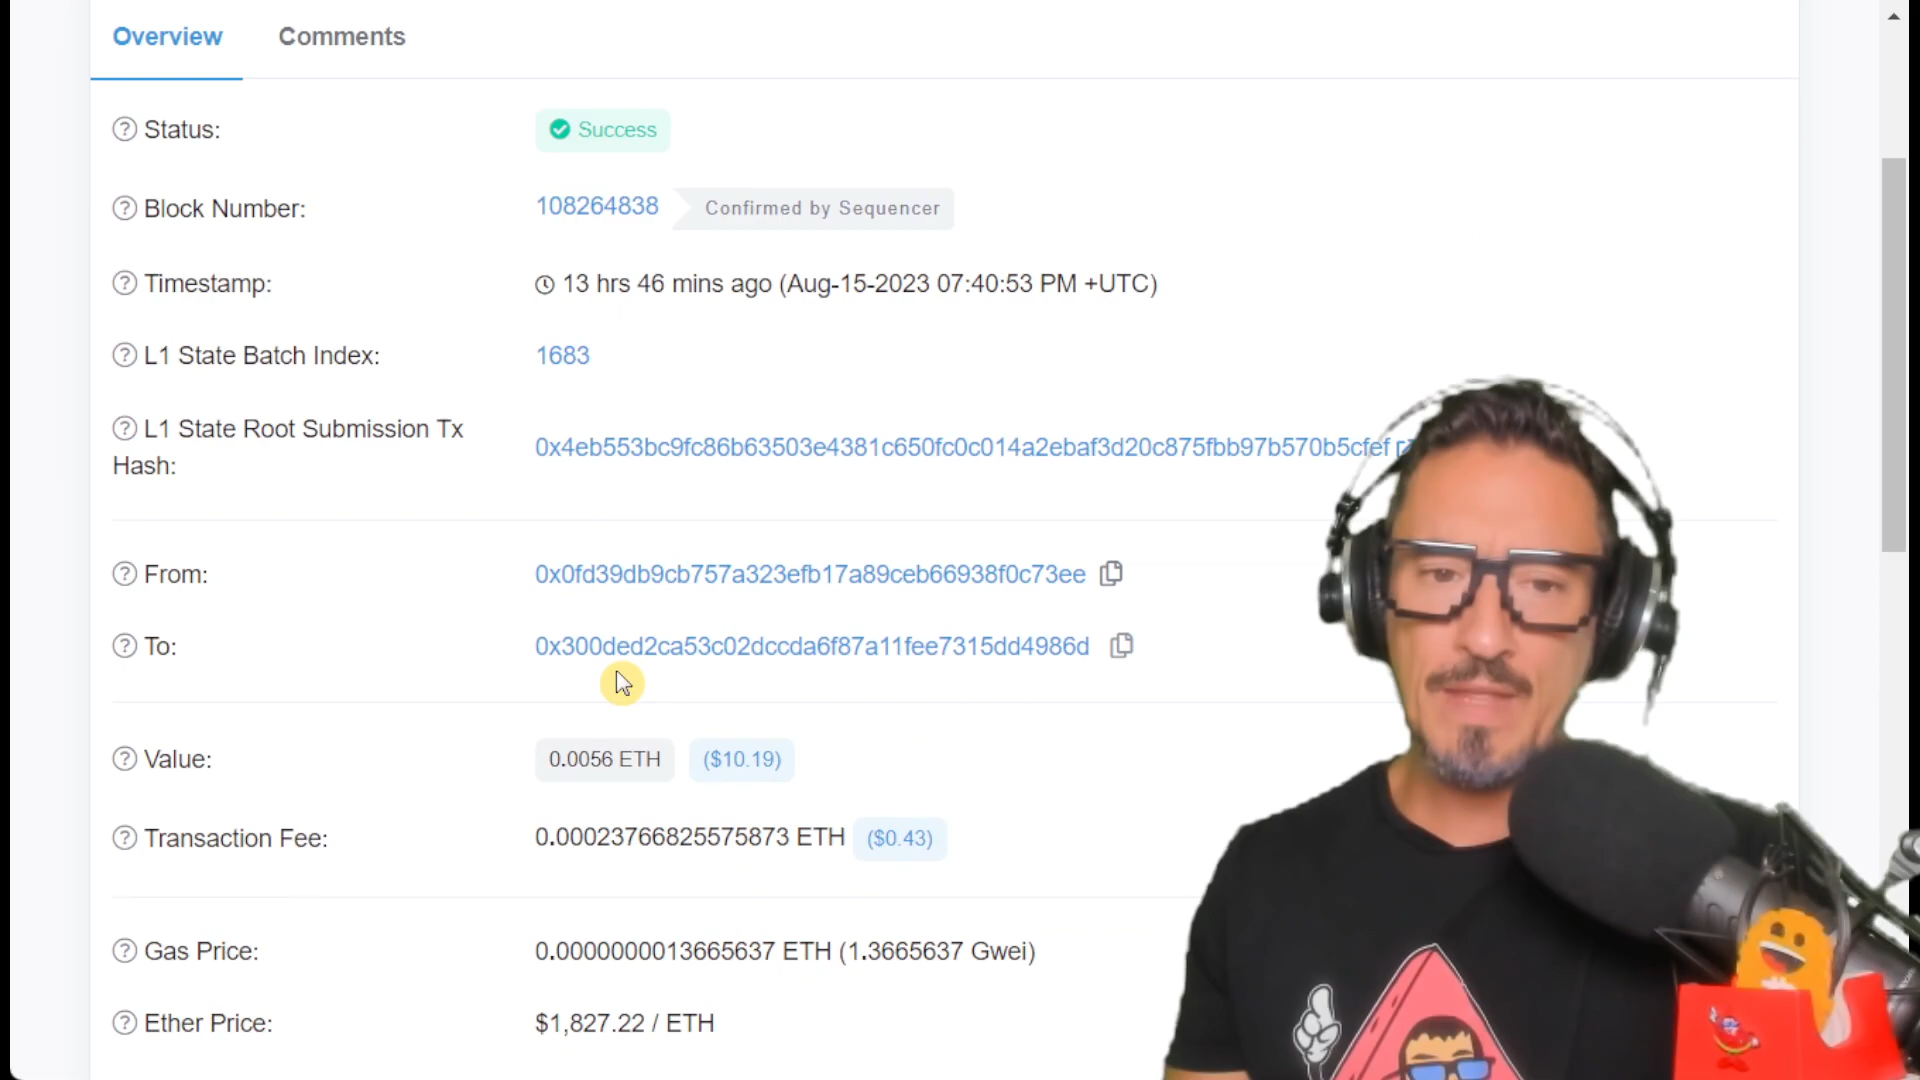 Overview Comments
Status: Success
Block Number: 108264838 Confirmed by Sequencer
Timestamp: 13 hrs 46 mins ago (Aug-15-2023 07:40:53 PM +UTC)
L1 State Batch Index: 1683
L1 State Root Submission Tx
Hash: 0x4eb553bc9fc86b63503e4381c650fc0c014a2ebaf3d20c875fbb97b570b5cfef
From: 0x0fd39db9cb757a323efb17a89ceb66938f0c73ee
To: 0x300ded2ca53c02dccda6f87a11fee7315dd4986d
Value: 0.0056 ETH ($10.19)
Transaction Fee: 0.00023766825575873 ETH ($0.43)
Gas Price: 0.0000000013665637 ETH (1.3665637 Gwei)
Ether Price: $1,827.22 / ETH